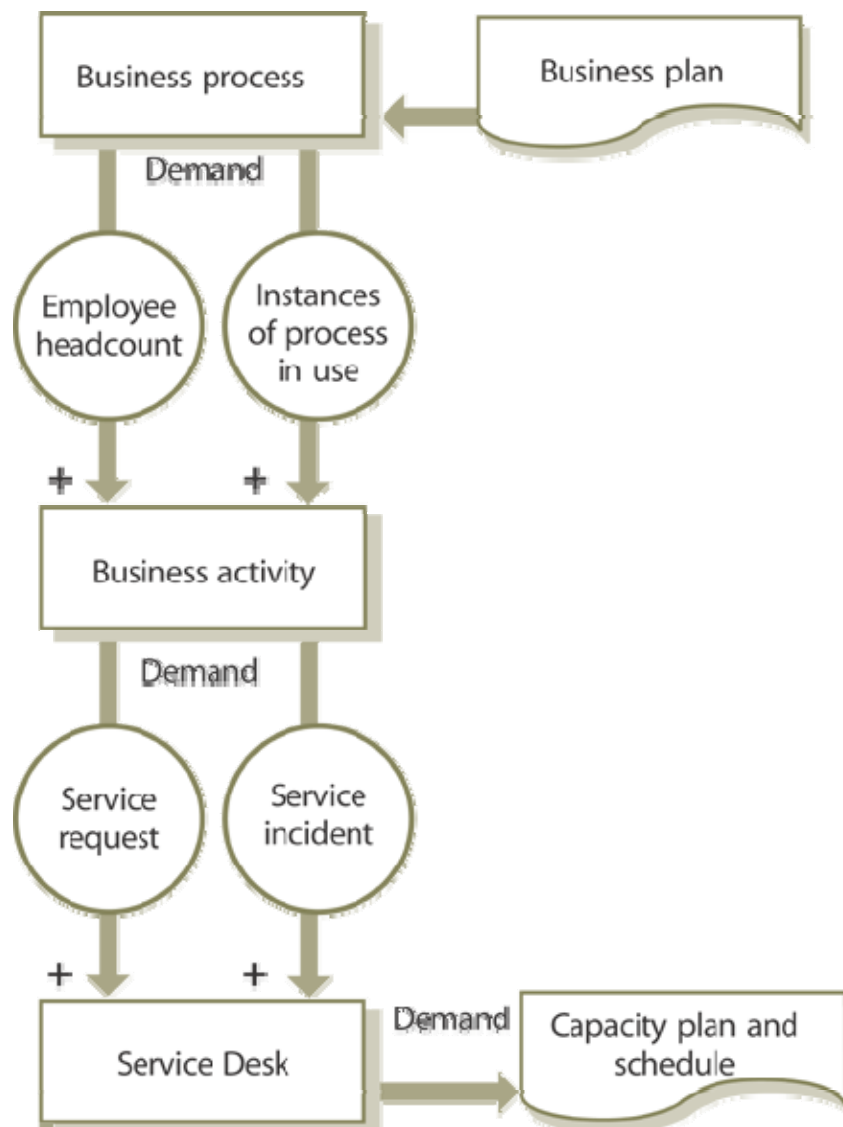 Business process
Business plan
Demand
Employee
headcount
Instances
of process
in use
+
+
Business activity
Demand
Service
request
Service
incident
+
+
Service Desk
Demand
Capacity plan and
schedule